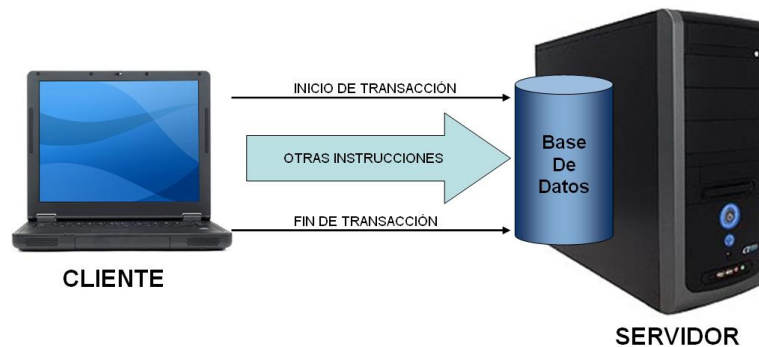 INICIO DE TRANSACCIÓN
OTRAS INSTRUCCIONES
Base
De
Datos
FIN DE TRANSACCIÓN
CLIENTE
SERVIDOR